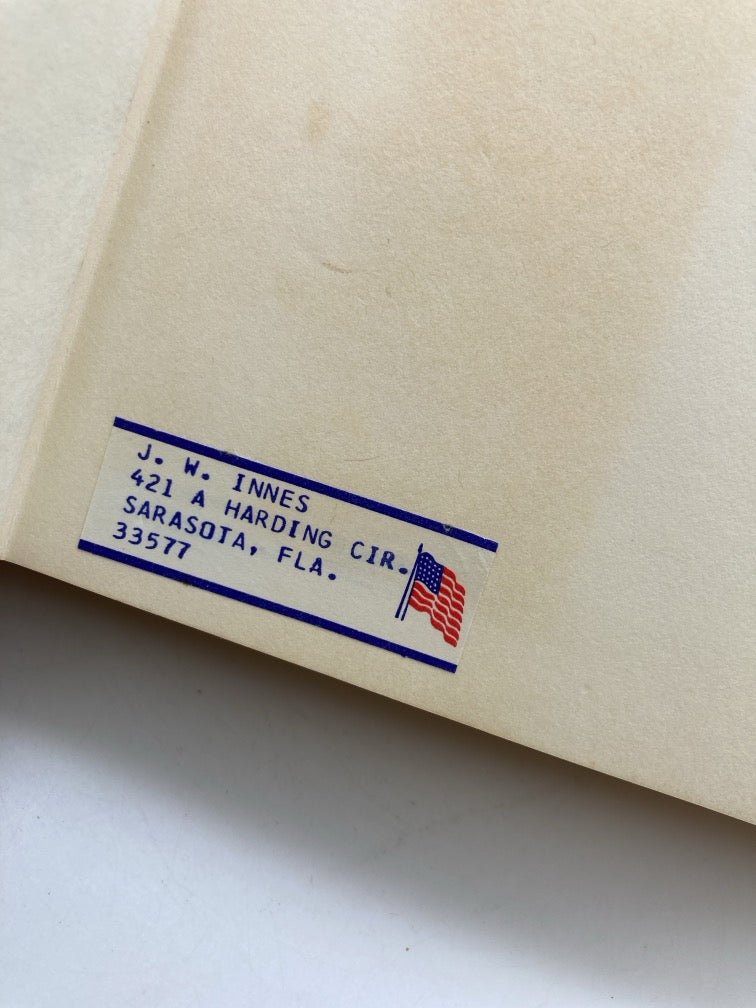 J. W. INNES
421 A HARDING CIR.
SARASOTA, FLA.
33577